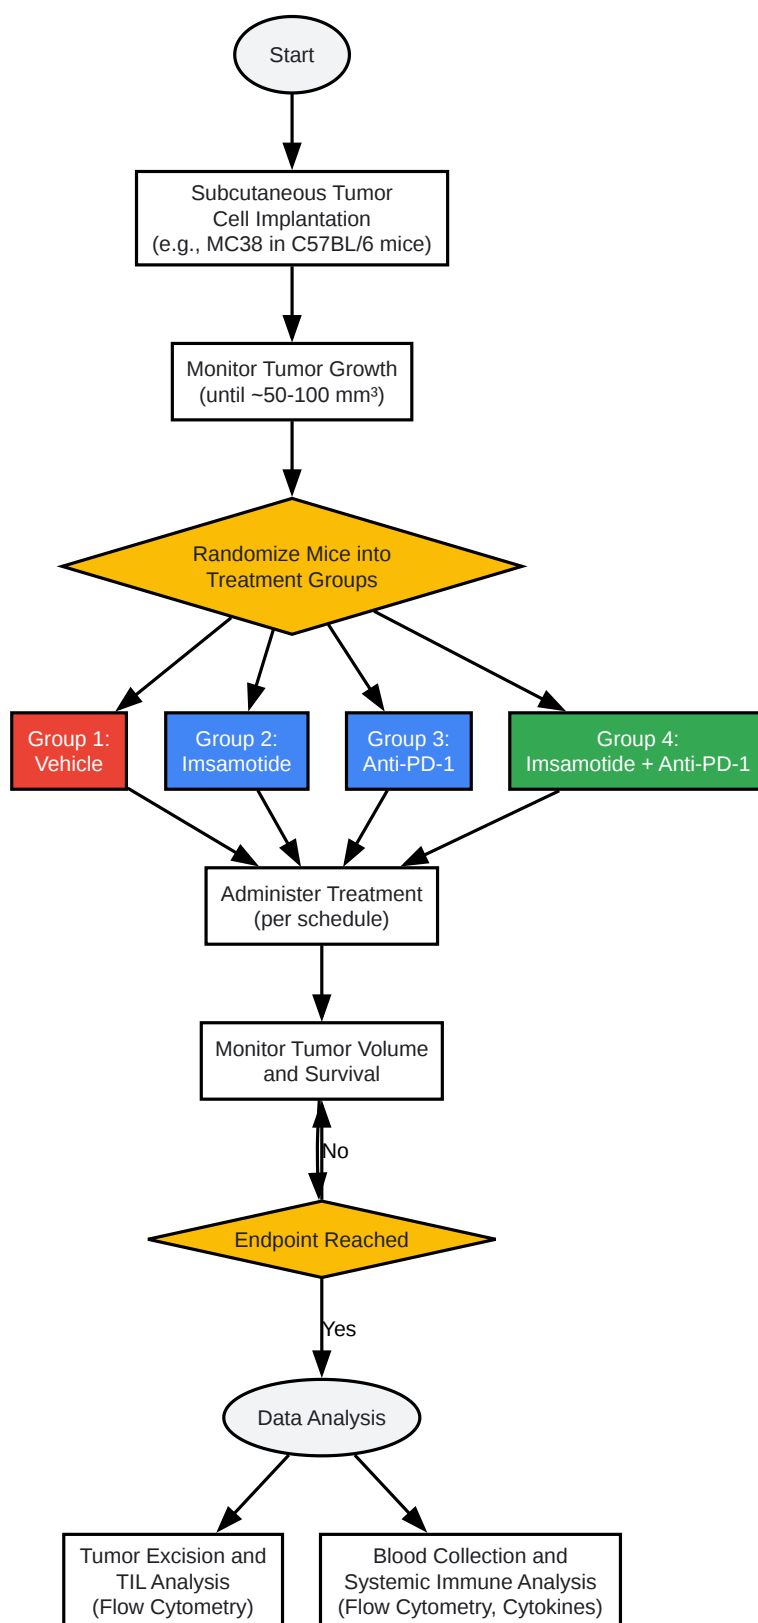 Start
Subcutaneous Tumor
Cell Implantation
(e.g., MC38 in C57BL/6 mice)
Monitor Tumor Growth
(until ~50-100 mm³)
Randomize Mice into
Treatment Groups
Group 1:
Vehicle
Group 2:
Imsamotide
Group 3:
Anti-PD-1
Group 4:
Imsamotide + Anti-PD-1
Administer Treatment
(per schedule)
Monitor Tumor Volume
and Survival
No
Endpoint Reached
Yes
Data Analysis
Tumor Excision and
TIL Analysis
(Flow Cytometry)
Blood Collection and
Systemic Immune Analysis
(Flow Cytometry, Cytokines)